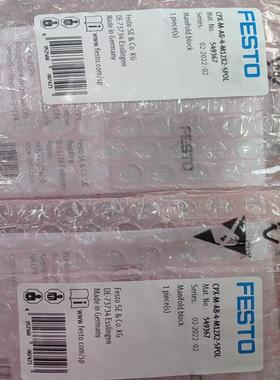 FESTO
CPX-M-AB-4-M12X2-5POL
Mat. No.: 549367
Series: 02-2022-02
Manifold block
1 piece(s)
Festo SE & Co. KG
DE-73734 Esslingen
Made in Germany
www.festo.com/sp
FESTO
CPX-M-AB-4-M12X2-5POL
Mat. No.: 549367
Series: 02-2022-02
Manifold block
1 piece(s)
Festo SE & Co. KG
DE-73734 Esslingen
Made in Germany
www.festo.com/sp